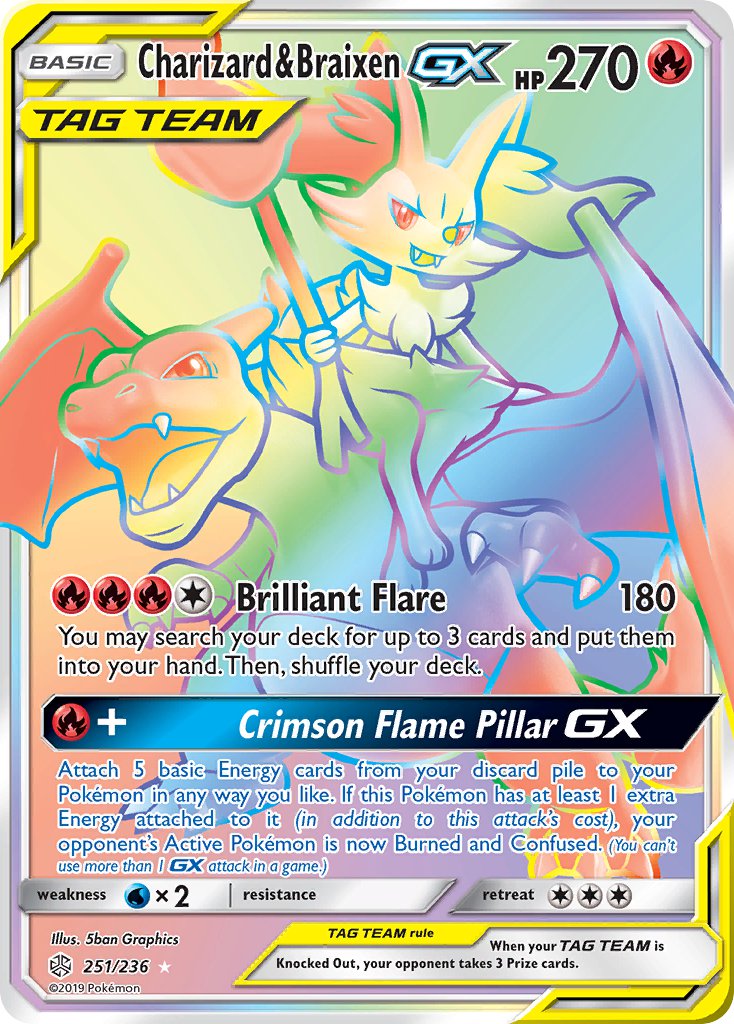 BASIC Charizard&Braixen GX HP270
TAG TEAM
Brilliant Flare 180
You may search your deck for up to 3 cards and put them
into your hand. Then, shuffle your deck.
+ Crimson Flame Pillar GX
Attach 5 basic Energy cards from your discard pile to your
Pokémon in any way you like. If this Pokémon has at least 1 extra
Energy attached to it (in addition to this attack's cost), your
opponent's Active Pokémon is now Burned and Confused. (You can't
use more than 1 GX attack in a game.)
weakness ×2 resistance retreat
Illus. 5ban Graphics
251/236
©2019 Pokémon
TAG TEAM rule
When your TAG TEAM is
Knocked Out, your opponent takes 3 Prize cards.